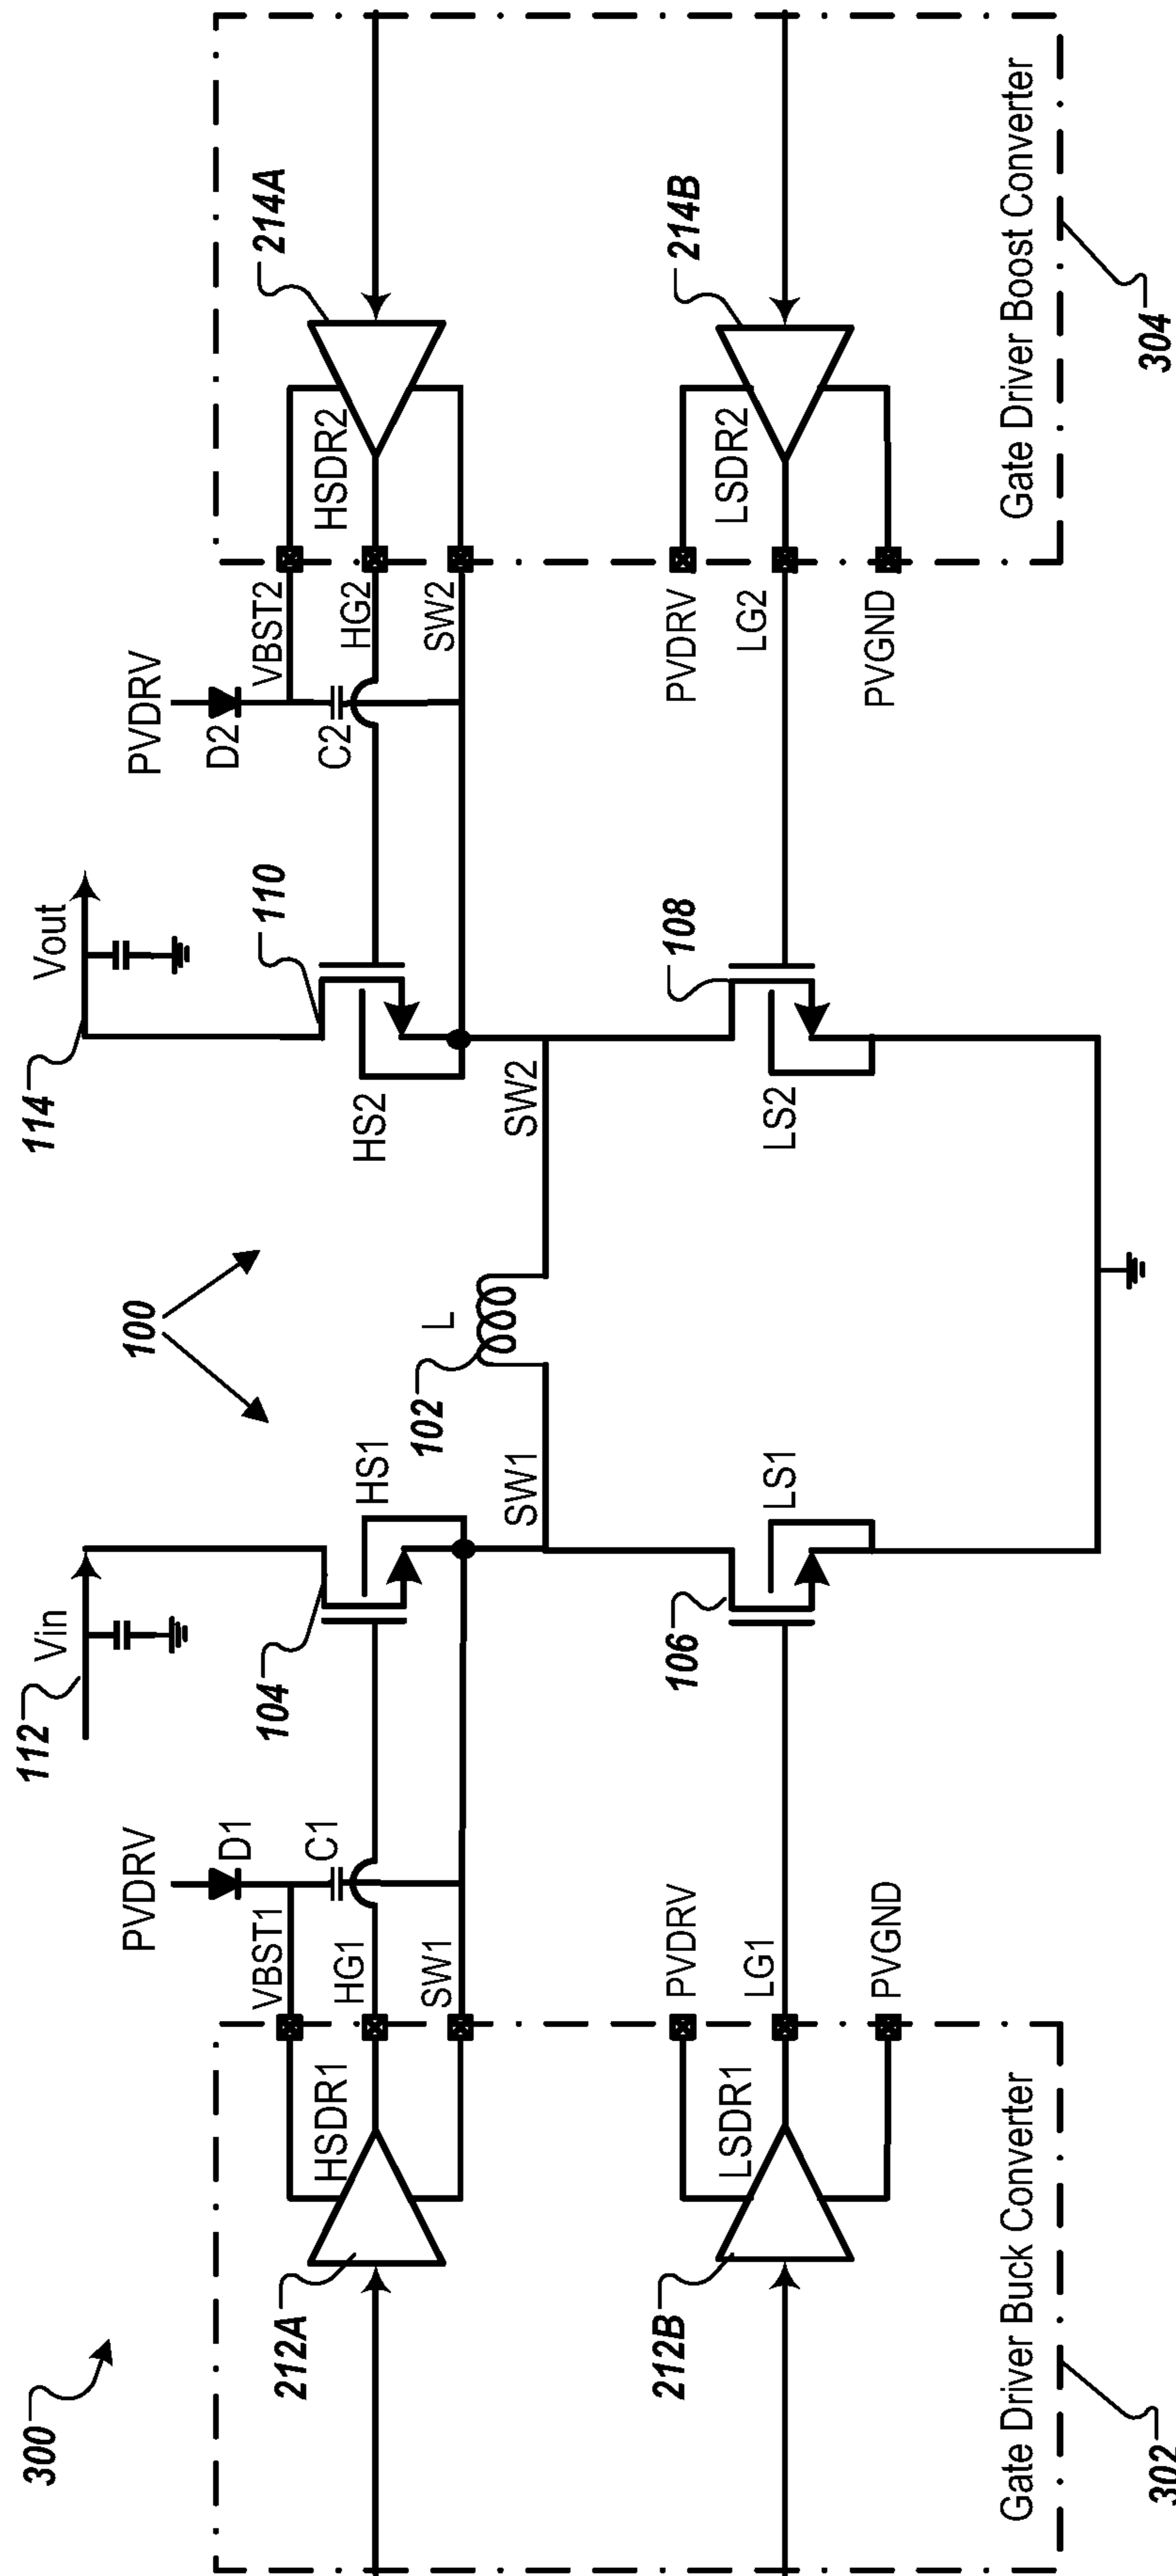 300
100
112
Vin
114
Vout
PVDRV
D1
VBST1
C1
HG1
SW1
HSDR1
212A
104
HS1
102
L
SW1
SW2
HS2
110
PVDRV
D2
VBST2
C2
HG2
SW2
HSDR2
214A
PVDRV
LSDR1
LG1
PVGND
212B
106
LS1
LS2
108
PVDRV
LG2
LSDR2
PVGND
214B
Gate Driver Buck Converter
302
Gate Driver Boost Converter
304